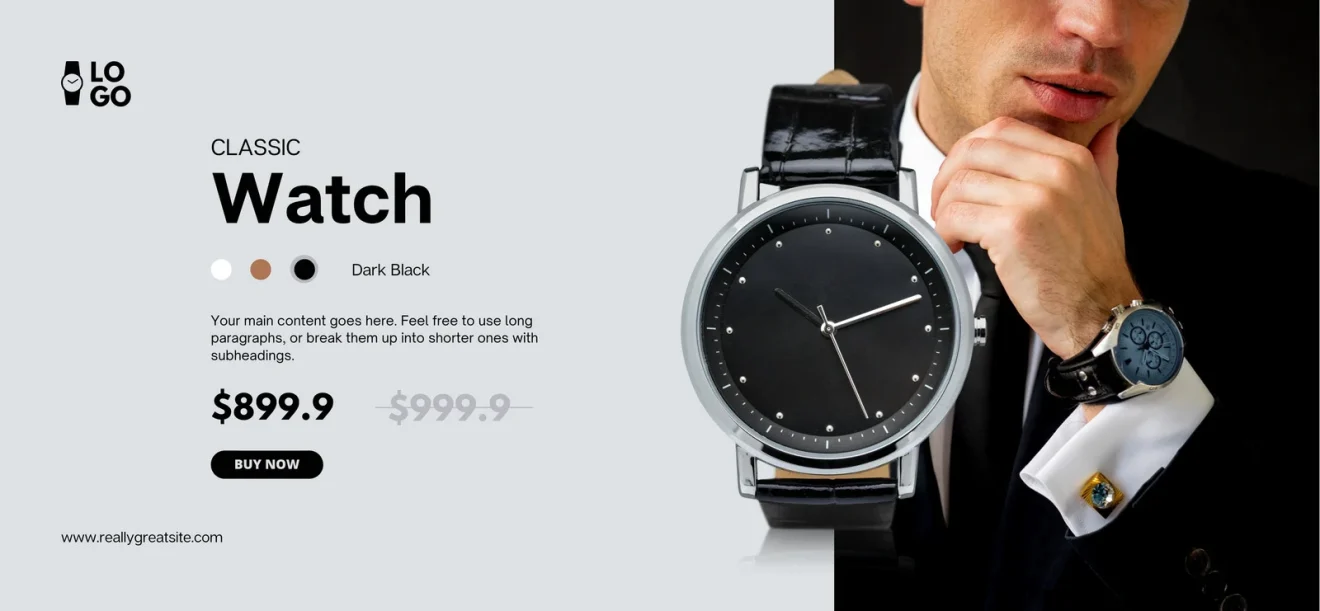 LO
GO
CLASSIC
Watch
Dark Black
Your main content goes here. Feel free to use long
paragraphs, or break them up into shorter ones with
subheadings.
$899.9 $999.9
BUY NOW
www.reallygreatsite.com